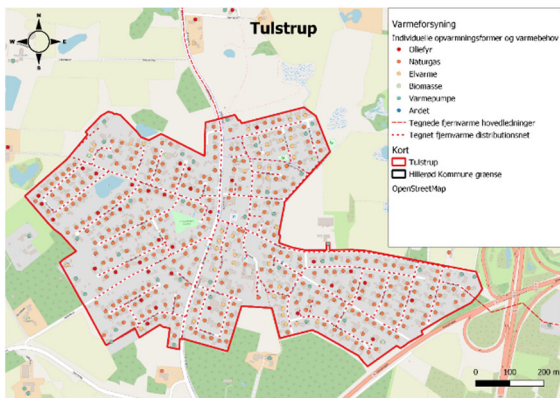 Tulstrup
N
W E
S
Varmeforsyning
Individuelle opvarmningsformer og varmebehov
Oliefyr
Naturgas
Elvarme
Biomasse
Varmepumpe
Andet
Tegnede fjernvarme hovedledninger
Tegnet fjernvarme distributionsnet
Kort
Tulstrup
Hillerød Kommune grænse
OpenStreetMap
0 100 200 m